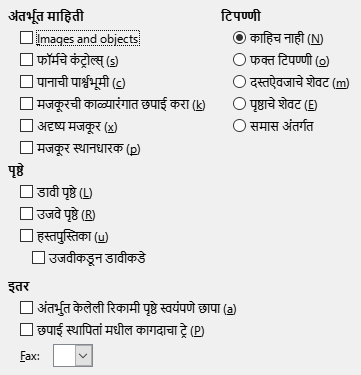 अंतर्भूत माहिती
Images and objects
फॉर्मचे कंट्रोल्स् (s)
पानाची पार्श्वभूमी (c)
मजकूरची काळ्यारंगात छपाई करा (k)
अदृष्य मजकूर (x)
मजकूर स्थानधारक (p)
टिपण्णी
काहिच नाही (N)
फक्त टिपण्णी (o)
दस्तऐवजाचे शेवट (m)
पृष्ठाचे शेवट (E)
समास अंतर्गत
पृष्ठे
डावी पृष्ठे (L)
उजवे पृष्ठे (R)
हस्तपुस्तिका (u)
उजवीकडून डावीकडे
इतर
अंतर्भुत केलेली रिकामी पृष्ठे स्वयंपणे छापा (a)
छपाई स्थापितां मधील कागदाचा ट्रे (P)
Fax: